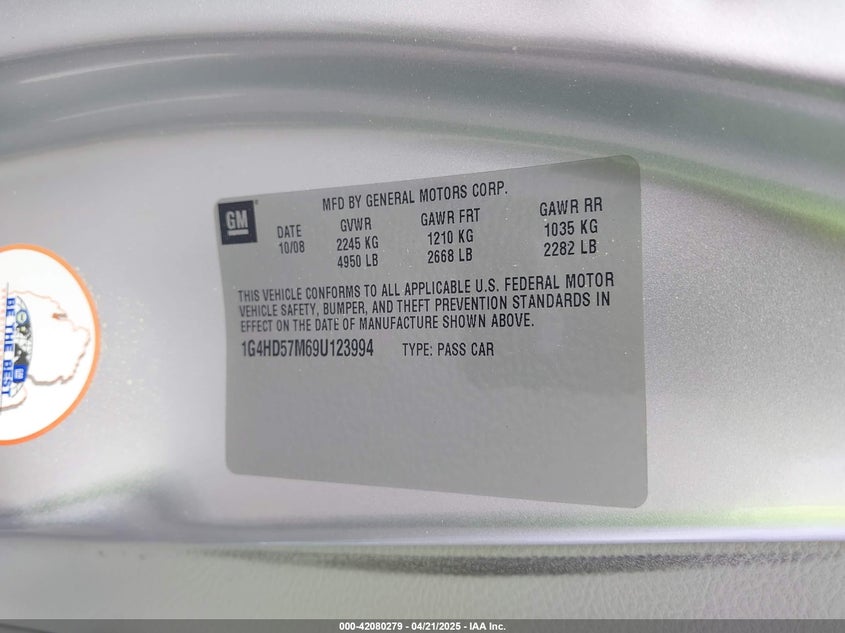 GM
MFD BY GENERAL MOTORS CORP.
DATE GVWR GAWR FRT GAWR RR
10/08 2245 KG 1210 KG 1035 KG
4950 LB 2668 LB 2282 LB
THIS VEHICLE CONFORMS TO ALL APPLICABLE U.S. FEDERAL MOTOR
VEHICLE SAFETY, BUMPER, AND THEFT PREVENTION STANDARDS IN
EFFECT ON THE DATE OF MANUFACTURE SHOWN ABOVE.
1G4HD57M69U123994 TYPE: PASS CAR
BE THE BEST
GM
000-42080279 - 04/21/2025 - IAA Inc.